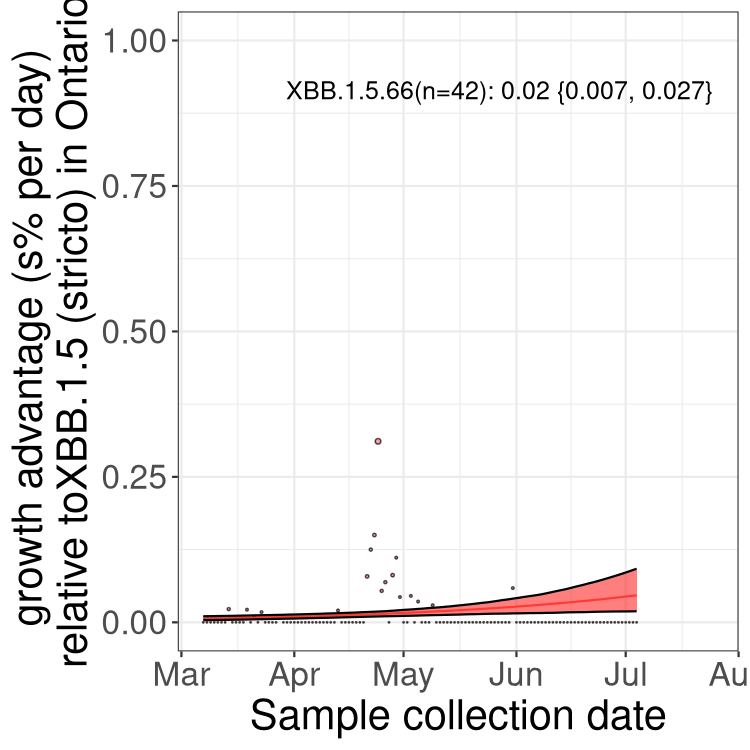 growth advantage (s% per day)
relative toXBB.1.5 (stricto) in Ontario
1.00
XBB.1.5.66(n=42): 0.02 {0.007, 0.027}
0.75
0.50
0.25
0.00
Mar Apr May Jun Jul Au
Sample collection date